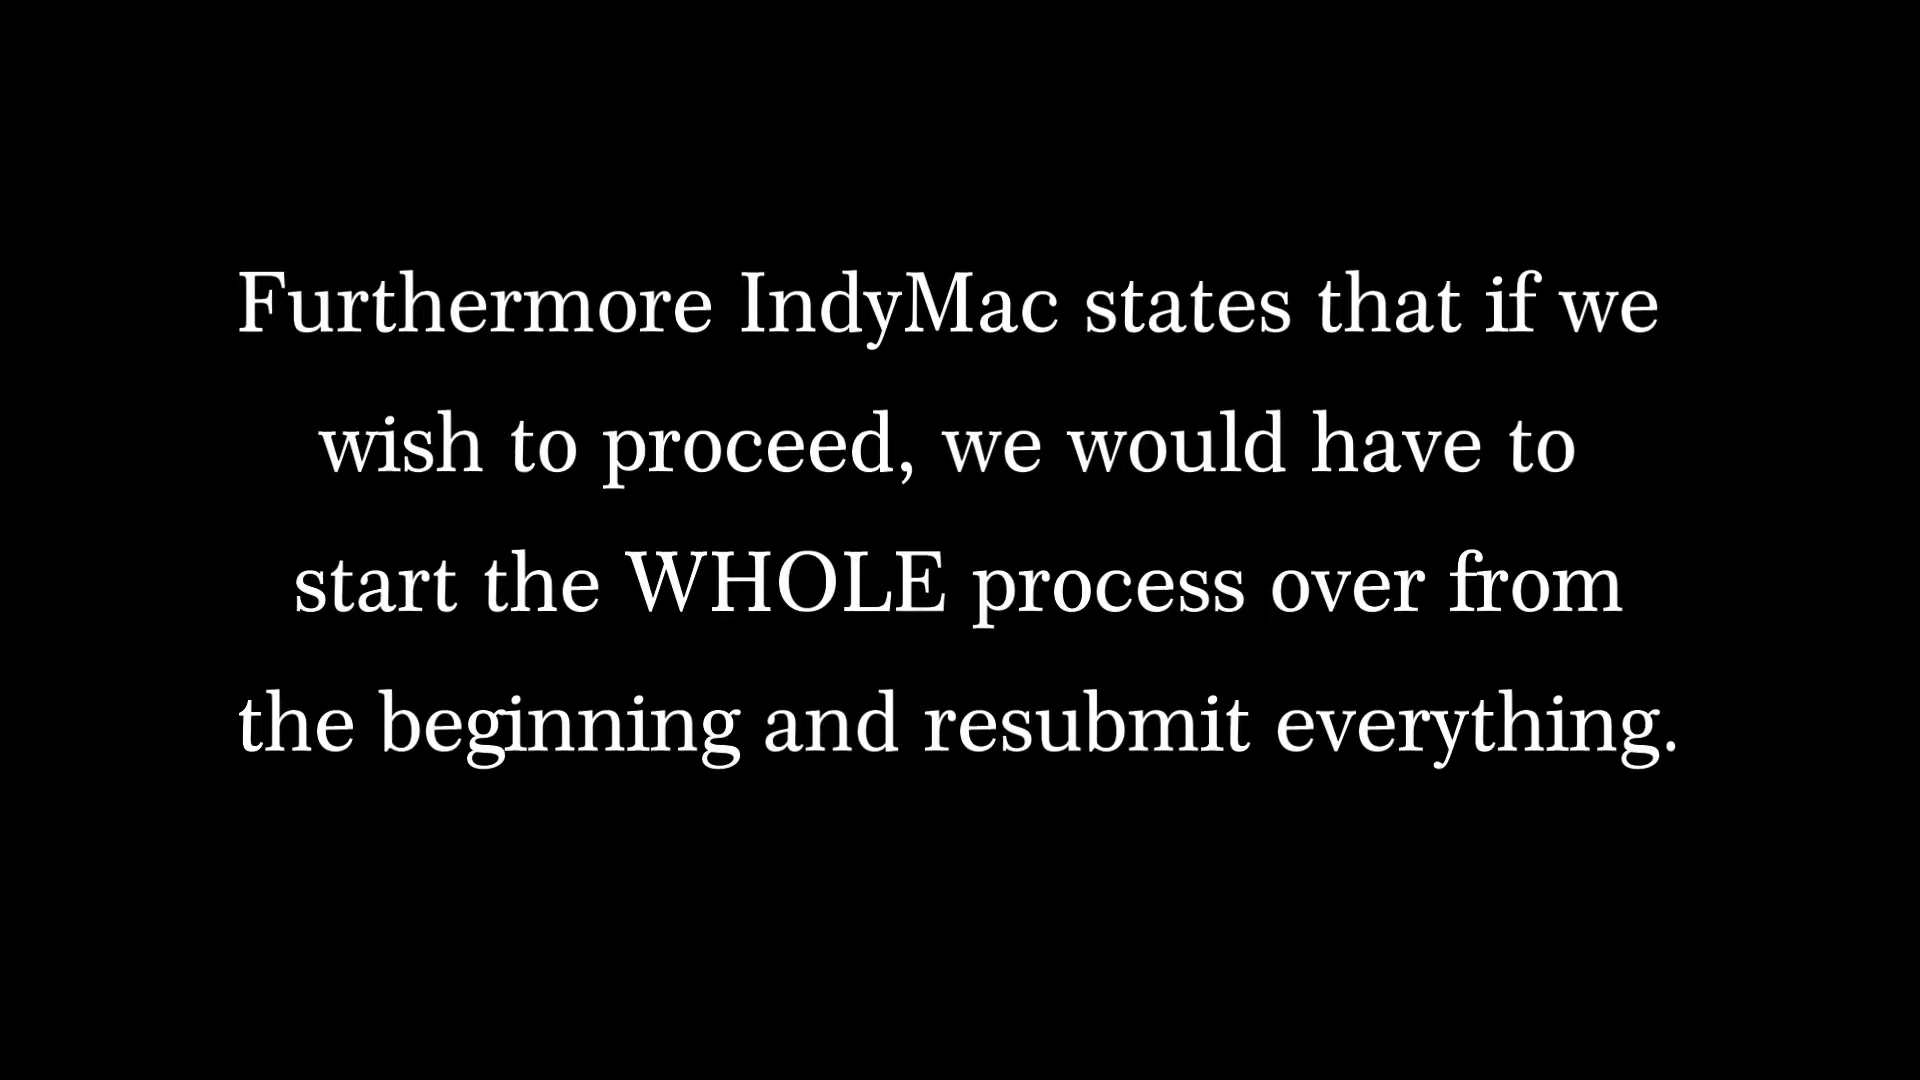 Furthermore IndyMac states that if we
wish to proceed, we would have to
start the WHOLE process over from
the beginning and resubmit everything.